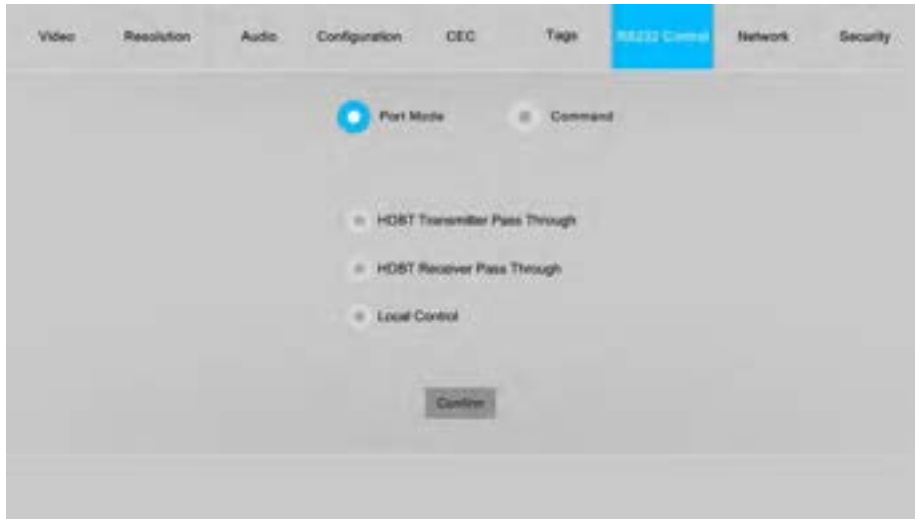 Video Resolution Audio Configuration CEC Tags RS232 Control Network Security
Port Mode Command
HDBT Transmitter Pass Through
HDBT Receiver Pass Through
Local Control
Confirm